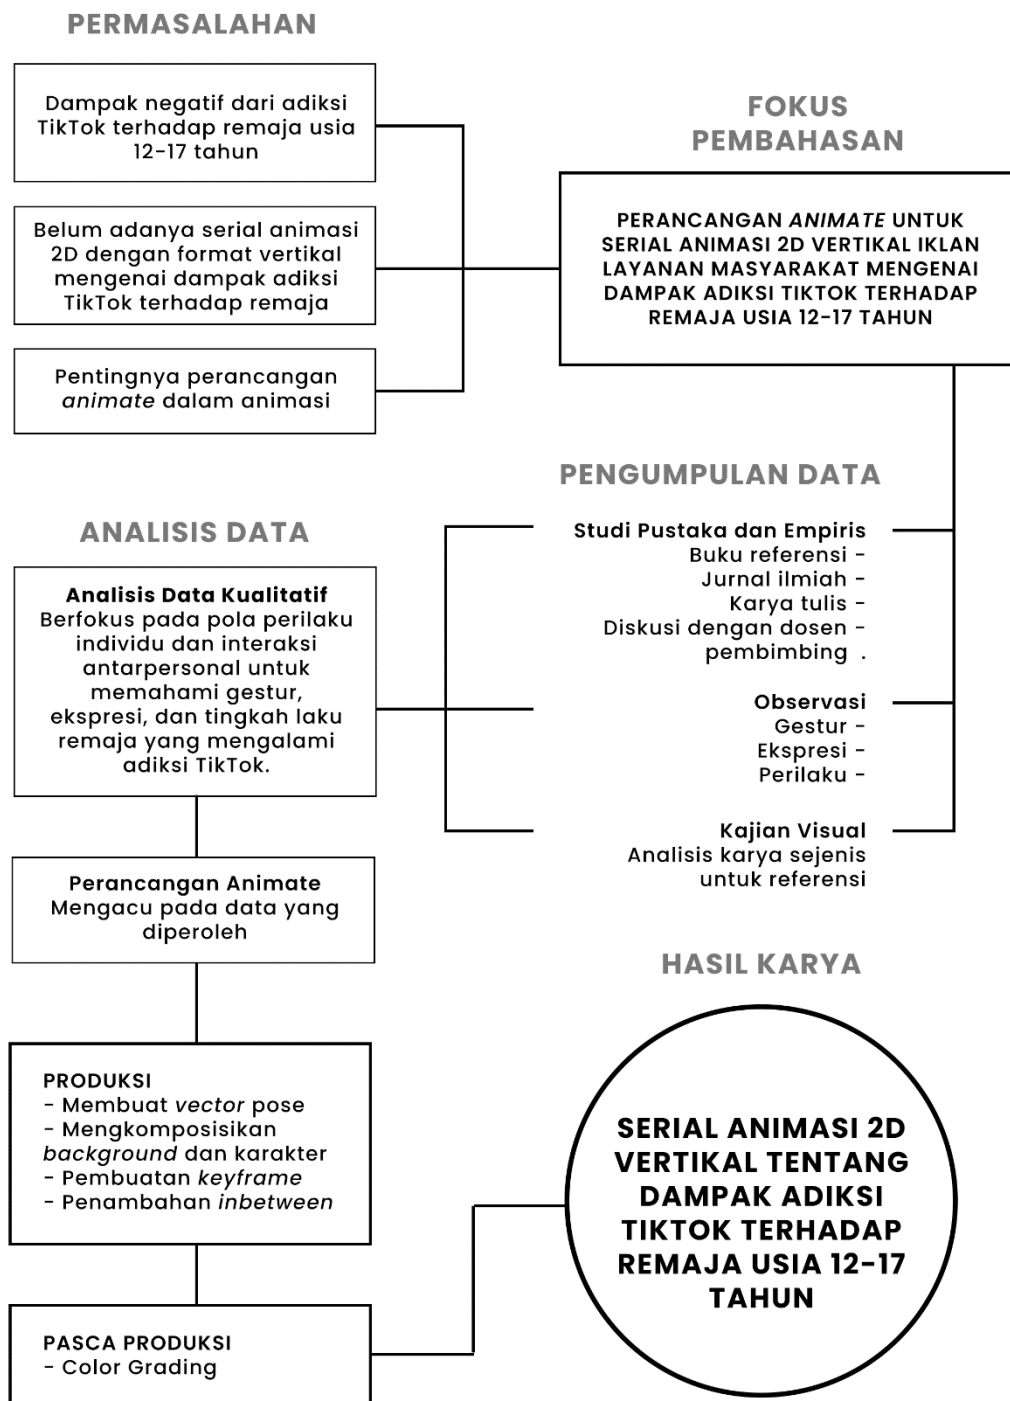 PERMASALAHAN
Dampak negatif dari adiksi
TikTok terhadap remaja usia
12-17 tahun
Belum adanya serial animasi
2D dengan format vertikal
mengenai dampak adiksi
TikTok terhadap remaja
Pentingnya perancangan
animate dalam animasi
FOKUS
PEMBAHASAN
PERANCANGAN ANIMATE UNTUK
SERIAL ANIMASI 2D VERTIKAL IKLAN
LAYANAN MASYARAKAT MENGENAI
DAMPAK ADIKSI TIKTOK TERHADAP
REMAJA USIA 12-17 TAHUN
PENGUMPULAN DATA
Studi Pustaka dan Empiris
Buku referensi -
Jurnal ilmiah -
Karya tulis -
Diskusi dengan dosen -
pembimbing .
Observasi
Gestur -
Ekspresi -
Perilaku -
Kajian Visual
Analisis karya sejenis
untuk referensi
ANALISIS DATA
Analisis Data Kualitatif
Berfokus pada pola perilaku
individu dan interaksi
antarpersonal untuk
memahami gestur,
ekspresi, dan tingkah laku
remaja yang mengalami
adiksi TikTok.
Perancangan Animate
Mengacu pada data yang
diperoleh
PRODUKSI
- Membuat vector pose
- Mengkomposisikan
background dan karakter
- Pembuatan keyframe
- Penambahan inbetween
PASCA PRODUKSI
- Color Grading
HASIL KARYA
SERIAL ANIMASI 2D
VERTIKAL TENTANG
DAMPAK ADIKSI
TIKTOK TERHADAP
REMAJA USIA 12-17
TAHUN